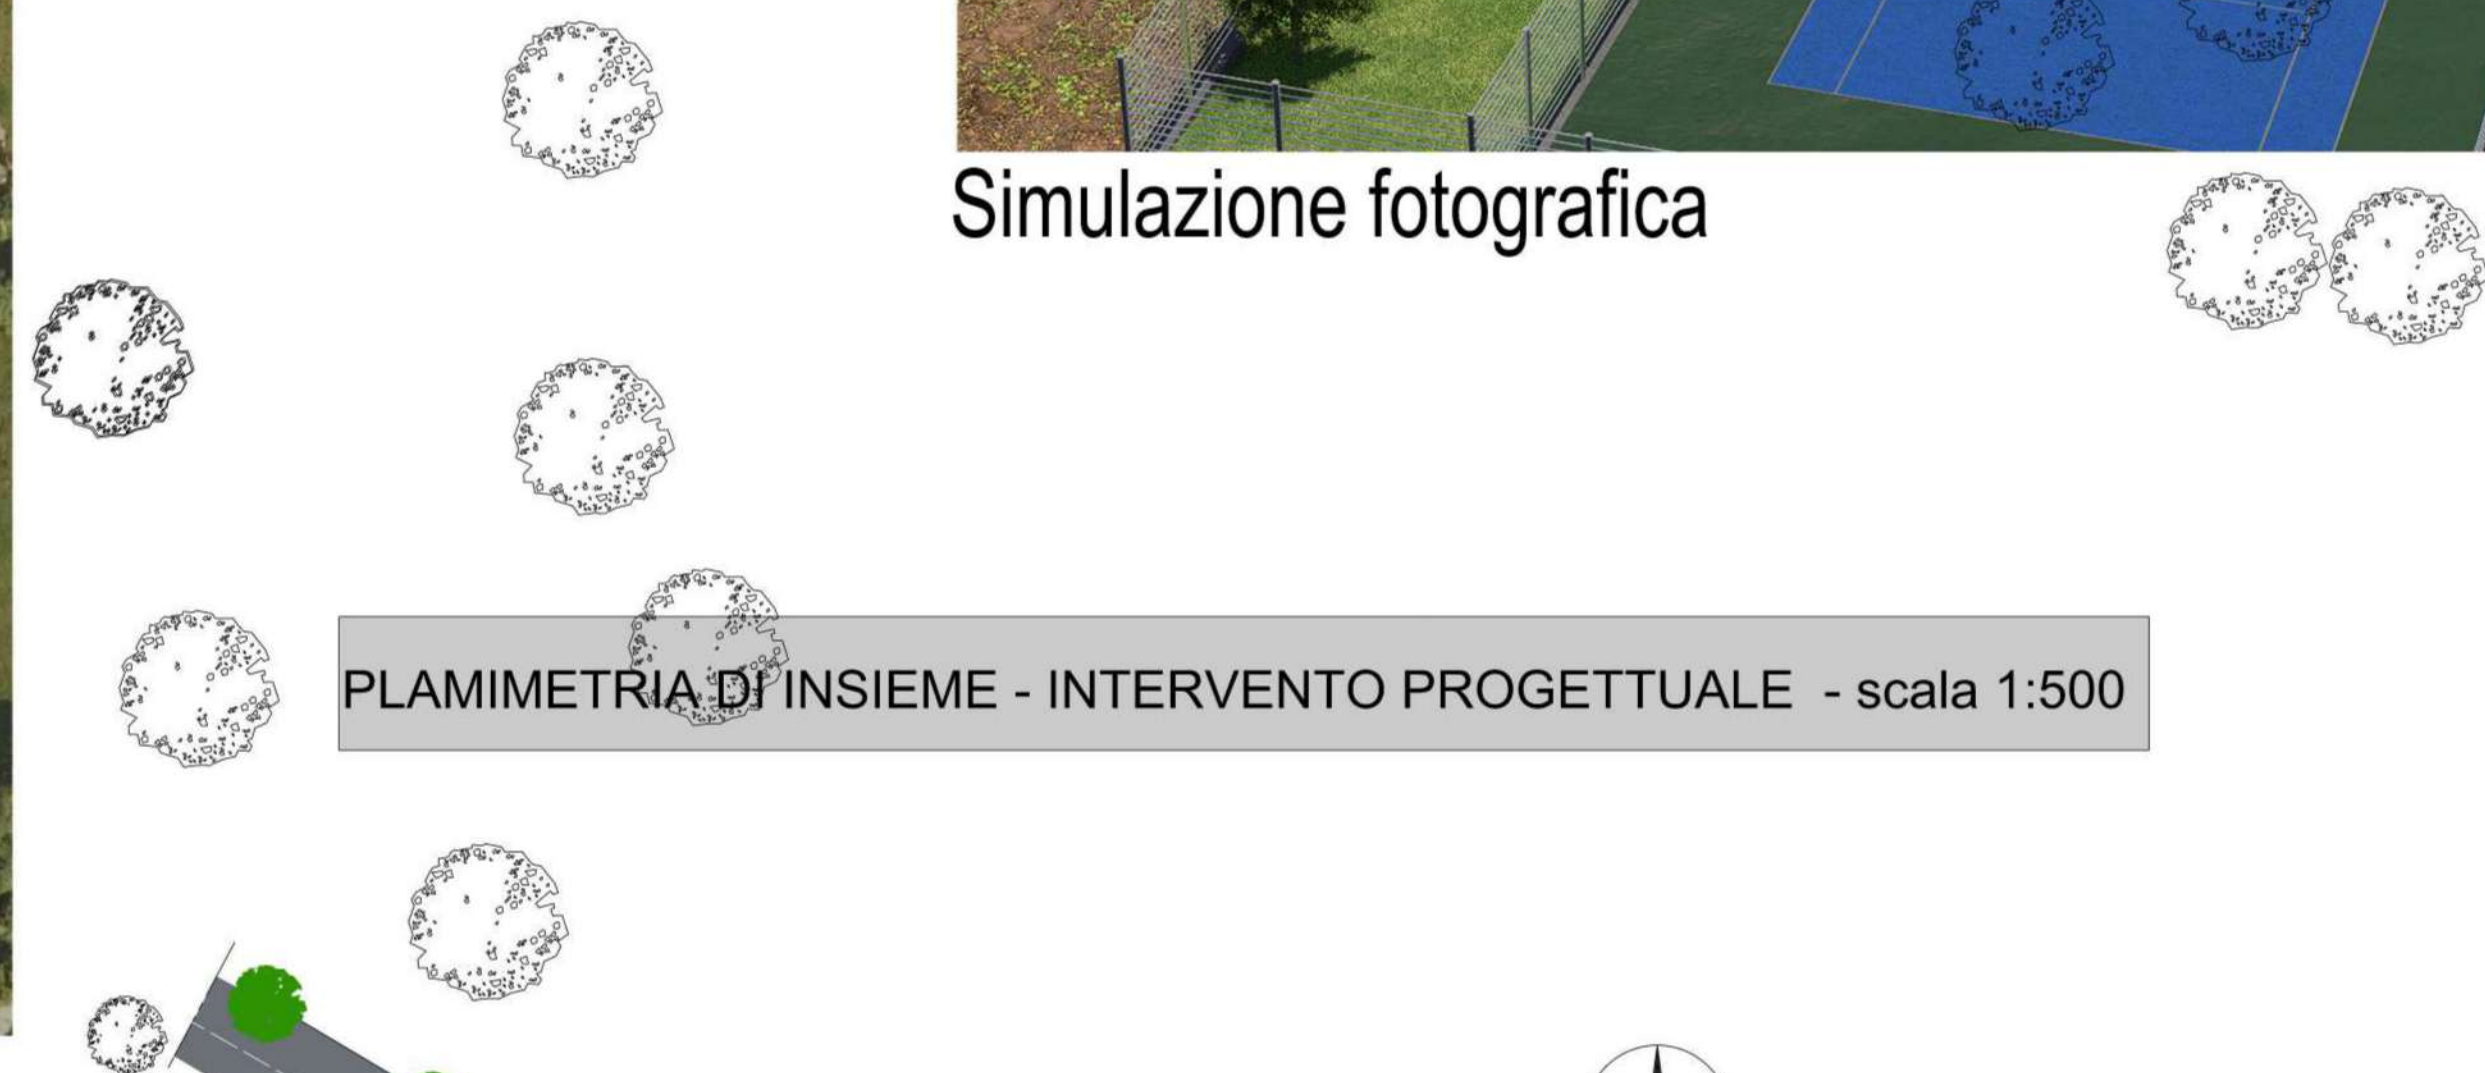 Simulazione fotografica
PLAMIMETRIA DI INSIEME - INTERVENTO PROGETTUALE - scala 1:500